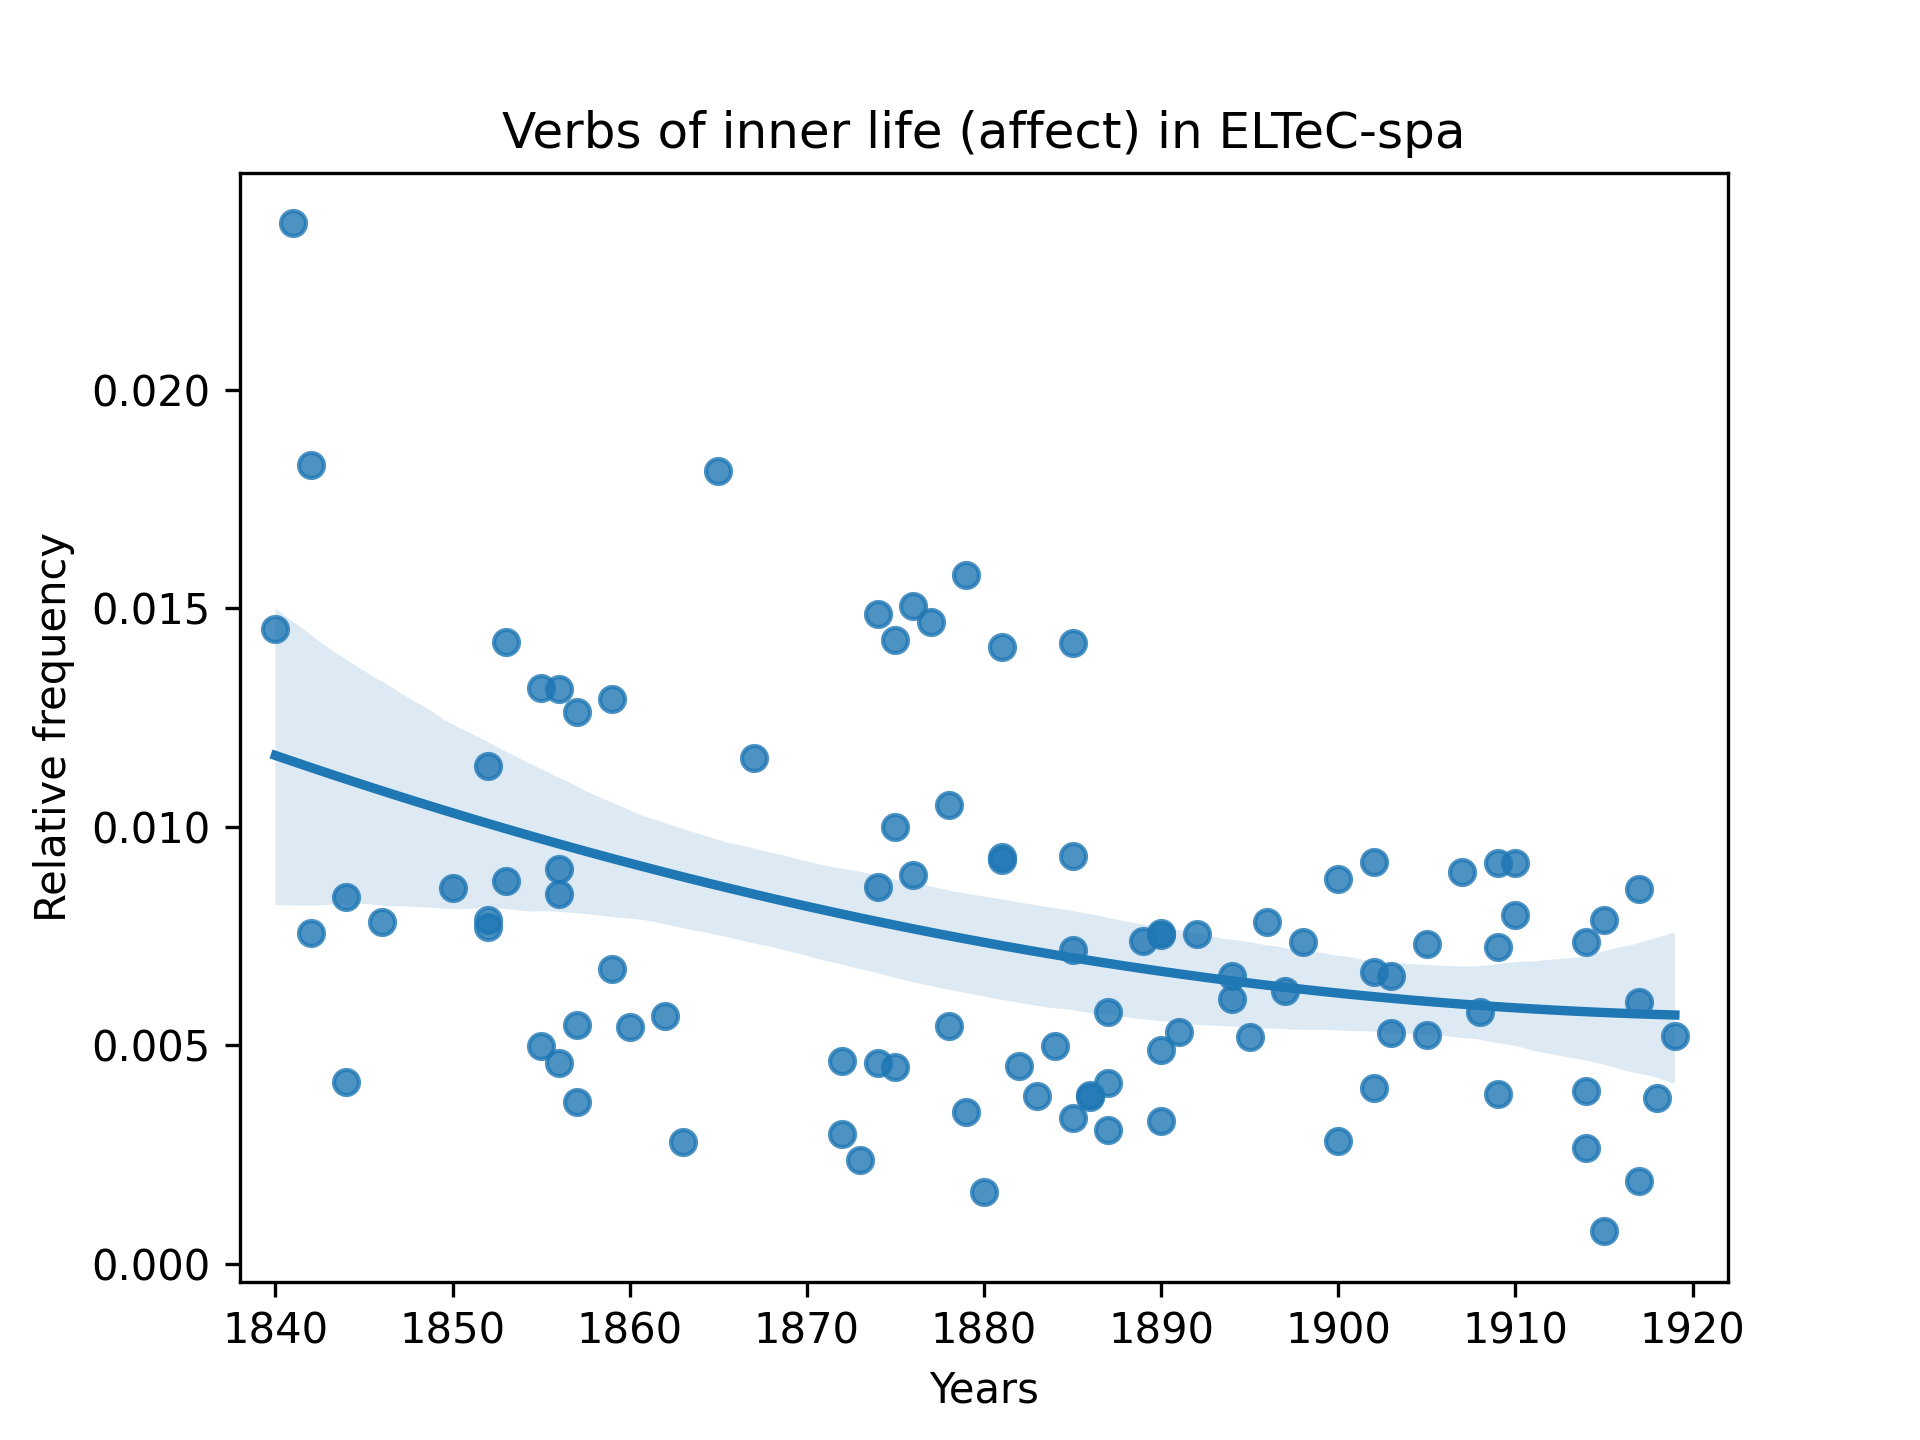 Verbs of inner life (affect) in ELTeC-spa
Relative frequency
0.020
0.015
0.010
0.005
0.000
1840 1850 1860 1870 1880 1890 1900 1910 1920
Years